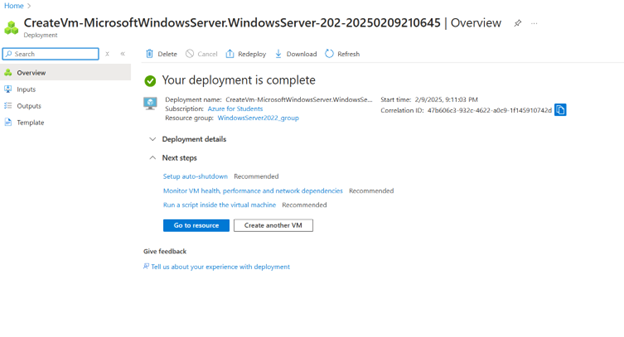 Home
CreateVm-MicrosoftWindowsServer.WindowsServer-202-20250209210645 | Overview
Deployment
Search
Delete Cancel Redeploy Download Refresh
Overview
Inputs
Outputs
Template
Your deployment is complete
Deployment name: CreateVm-MicrosoftWindowsServer.WindowsSe...
Subscription: Azure for Students
Resource group: WindowsServer2022_group
Start time: 2/9/2025, 9:11:03 PM
Correlation ID: 47b606c3-932c-4622-a0c9-1f145910742d
Deployment details
Next steps
Setup auto-shutdown Recommended
Monitor VM health, performance and network dependencies Recommended
Run a script inside the virtual machine Recommended
Go to resource Create another VM
Give feedback
Tell us about your experience with deployment